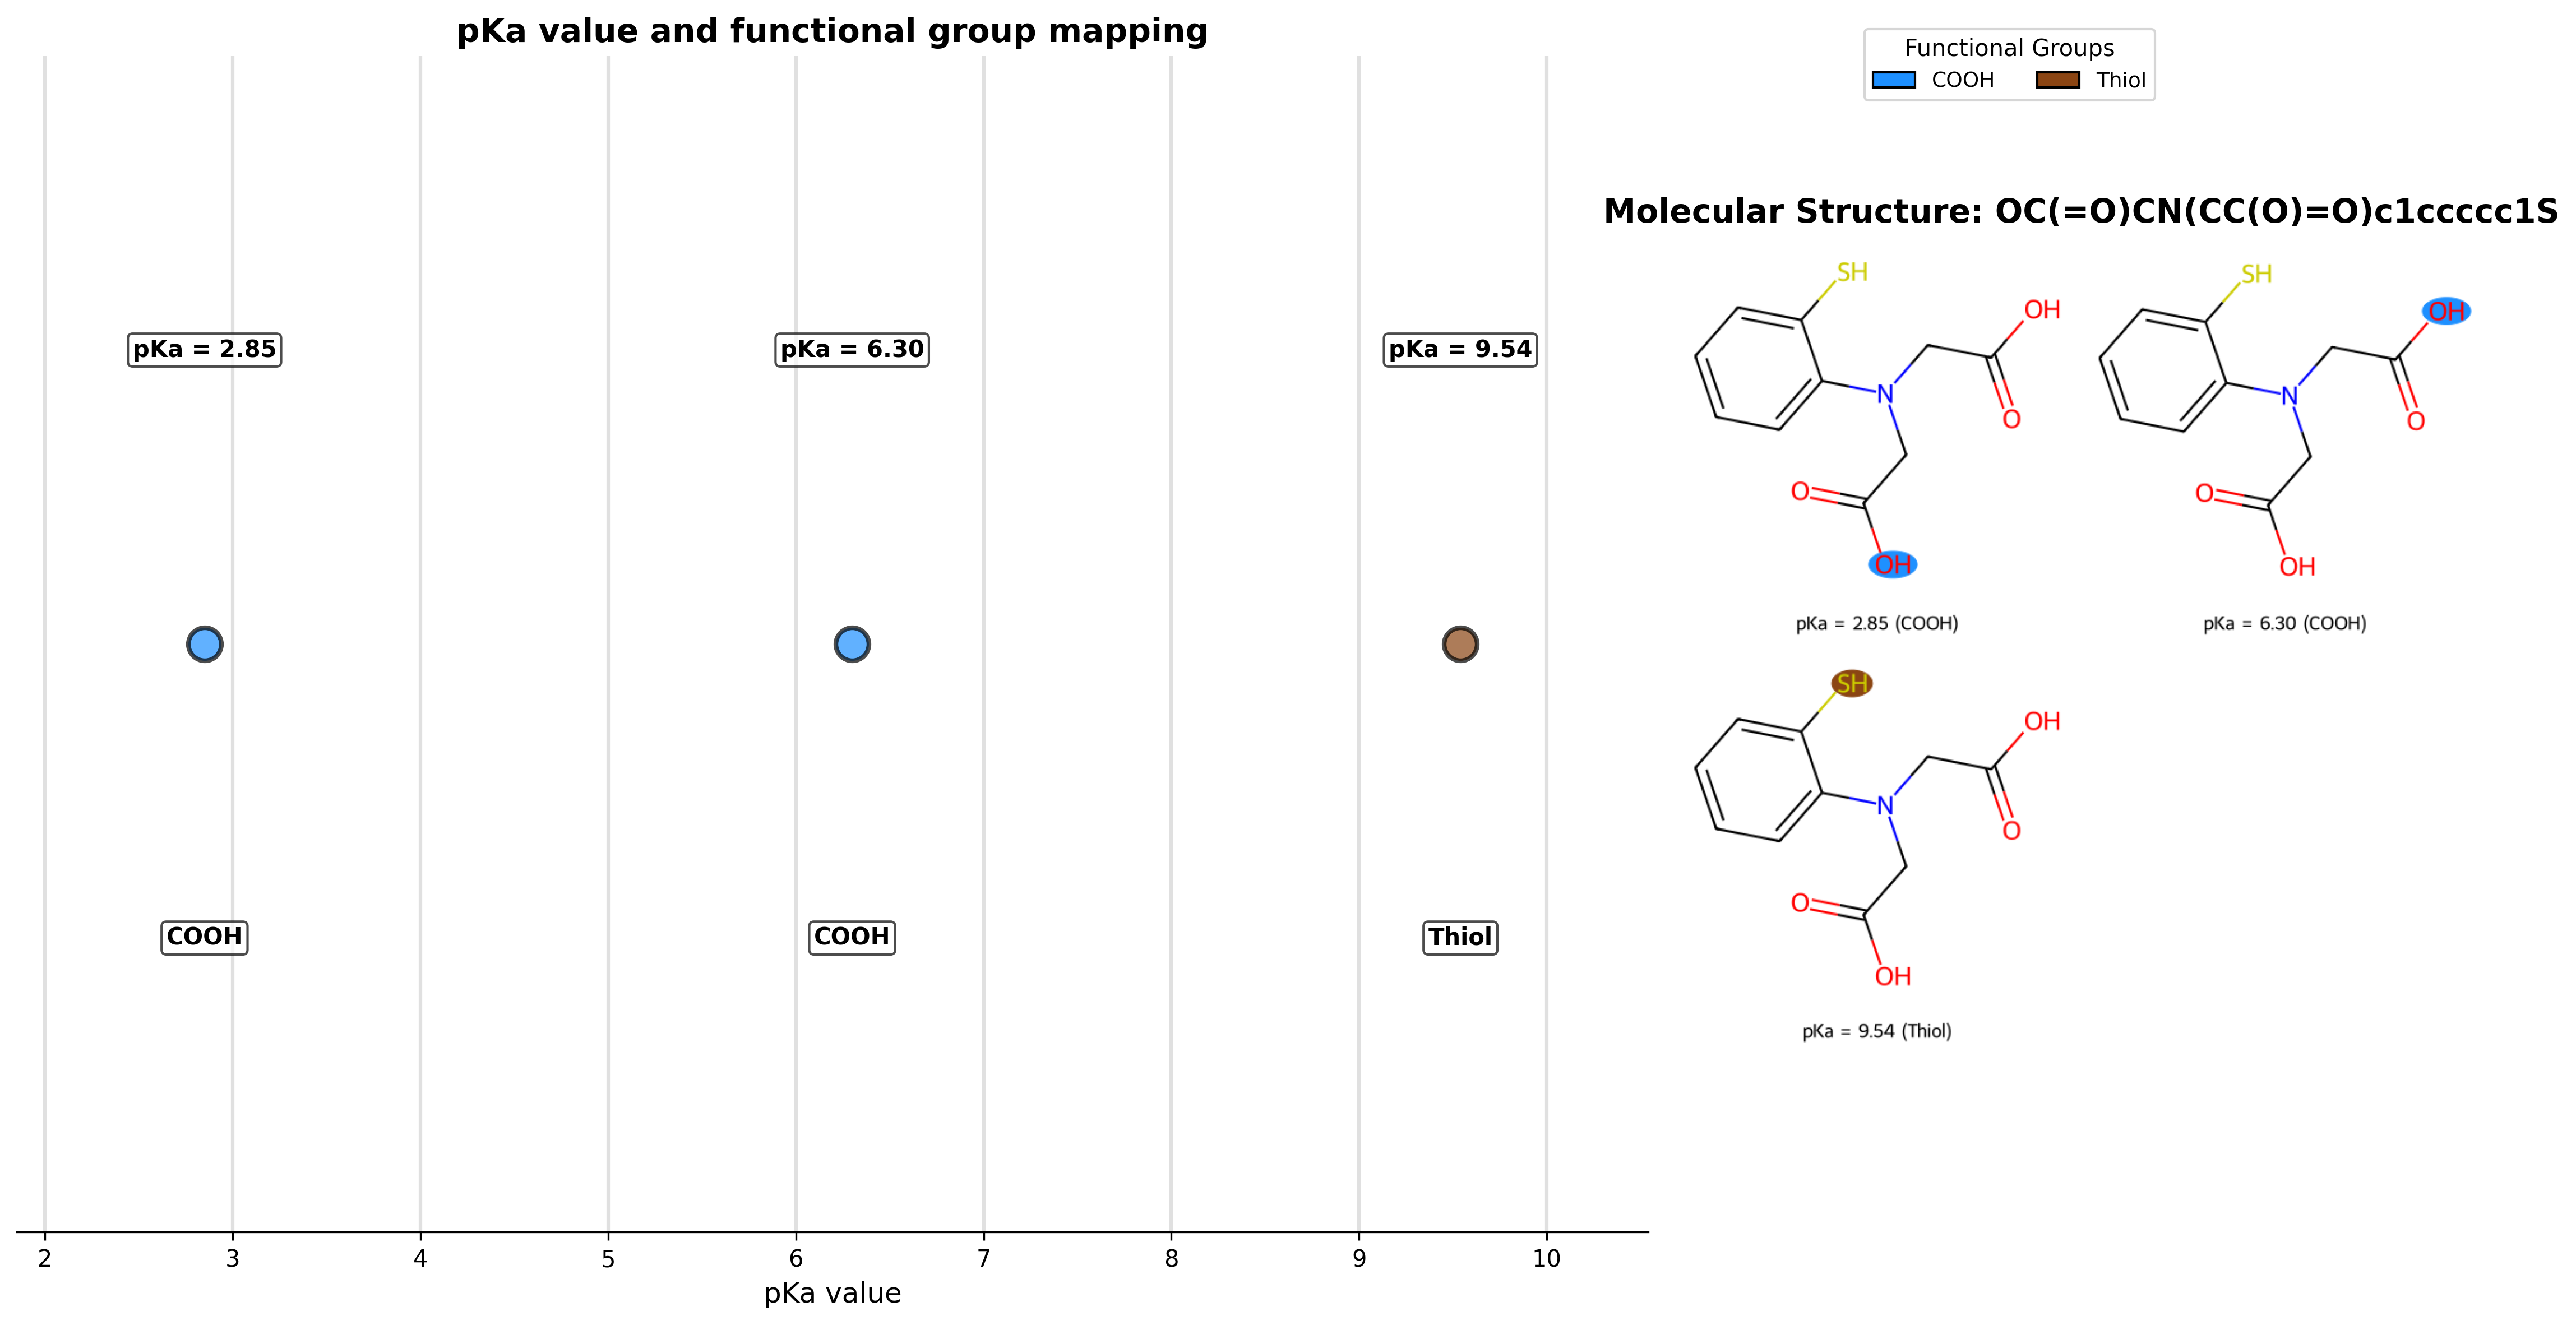 pKa value and functional group mapping
pKa = 2.85
pKa = 6.30
pKa = 9.54
COOH
COOH
Thiol
2
3
4
5
6
7
8
9
10
pKa value
Functional Groups
COOH
Thiol
Molecular Structure: OC(=O)CN(CC(O)=O)c1ccccc1S
SH
OH
N
O
O
OH
pKa = 2.85 (COOH)
SH
OH
N
O
O
OH
pKa = 6.30 (COOH)
SH
OH
N
O
O
OH
pKa = 9.54 (Thiol)